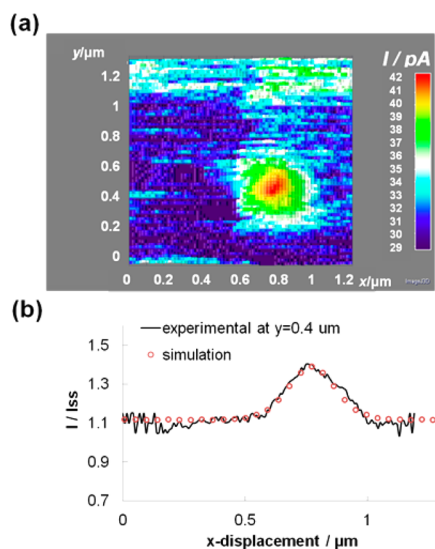 (a)
y/μm
I / pA
1.2
1
0.8
0.6
0.4
0.2
0
0 0.2 0.4 0.6 0.8 1 1.2 x/μm
42
41
40
39
38
37
36
35
34
33
32
31
30
29
(b)
experimental at y=0.4 um
simulation
I / Iss
1.5
1.3
1.1
0.9
0.7
0 0.5 1
x-displacement / μm